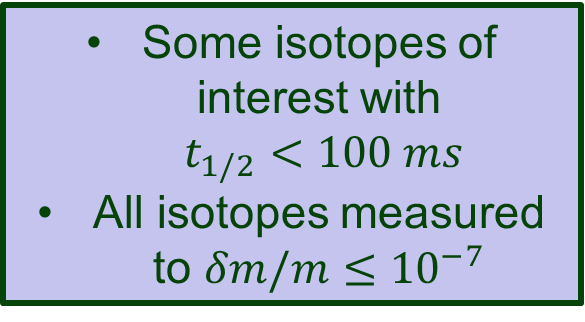 • Some isotopes of
interest with
𝑡₁/₂ < 100 𝑚𝑠
• All isotopes measured
to 𝛿𝑚/𝑚 ≤ 10⁻⁷